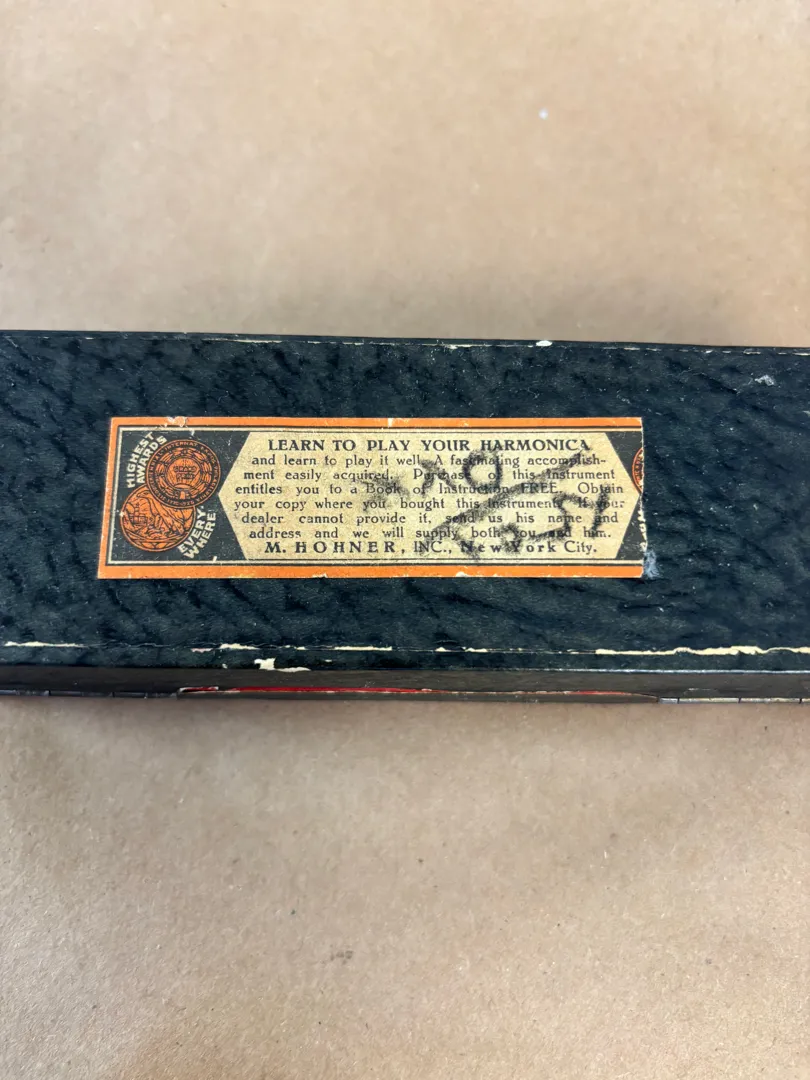 HIGHEST
AWARDS
EVERY
WHERE
LEARN TO PLAY YOUR HARMONICA
and learn to play it well. A fascinating accomplish-
ment easily acquired. Purchase of this Instrument
entitles you to a Book of Instruction FREE. Obtain
your copy where you bought this Instrument. If your
dealer cannot provide it, send us his name and
address and we will supply both you and him.
M. HOHNER, INC., New York City.